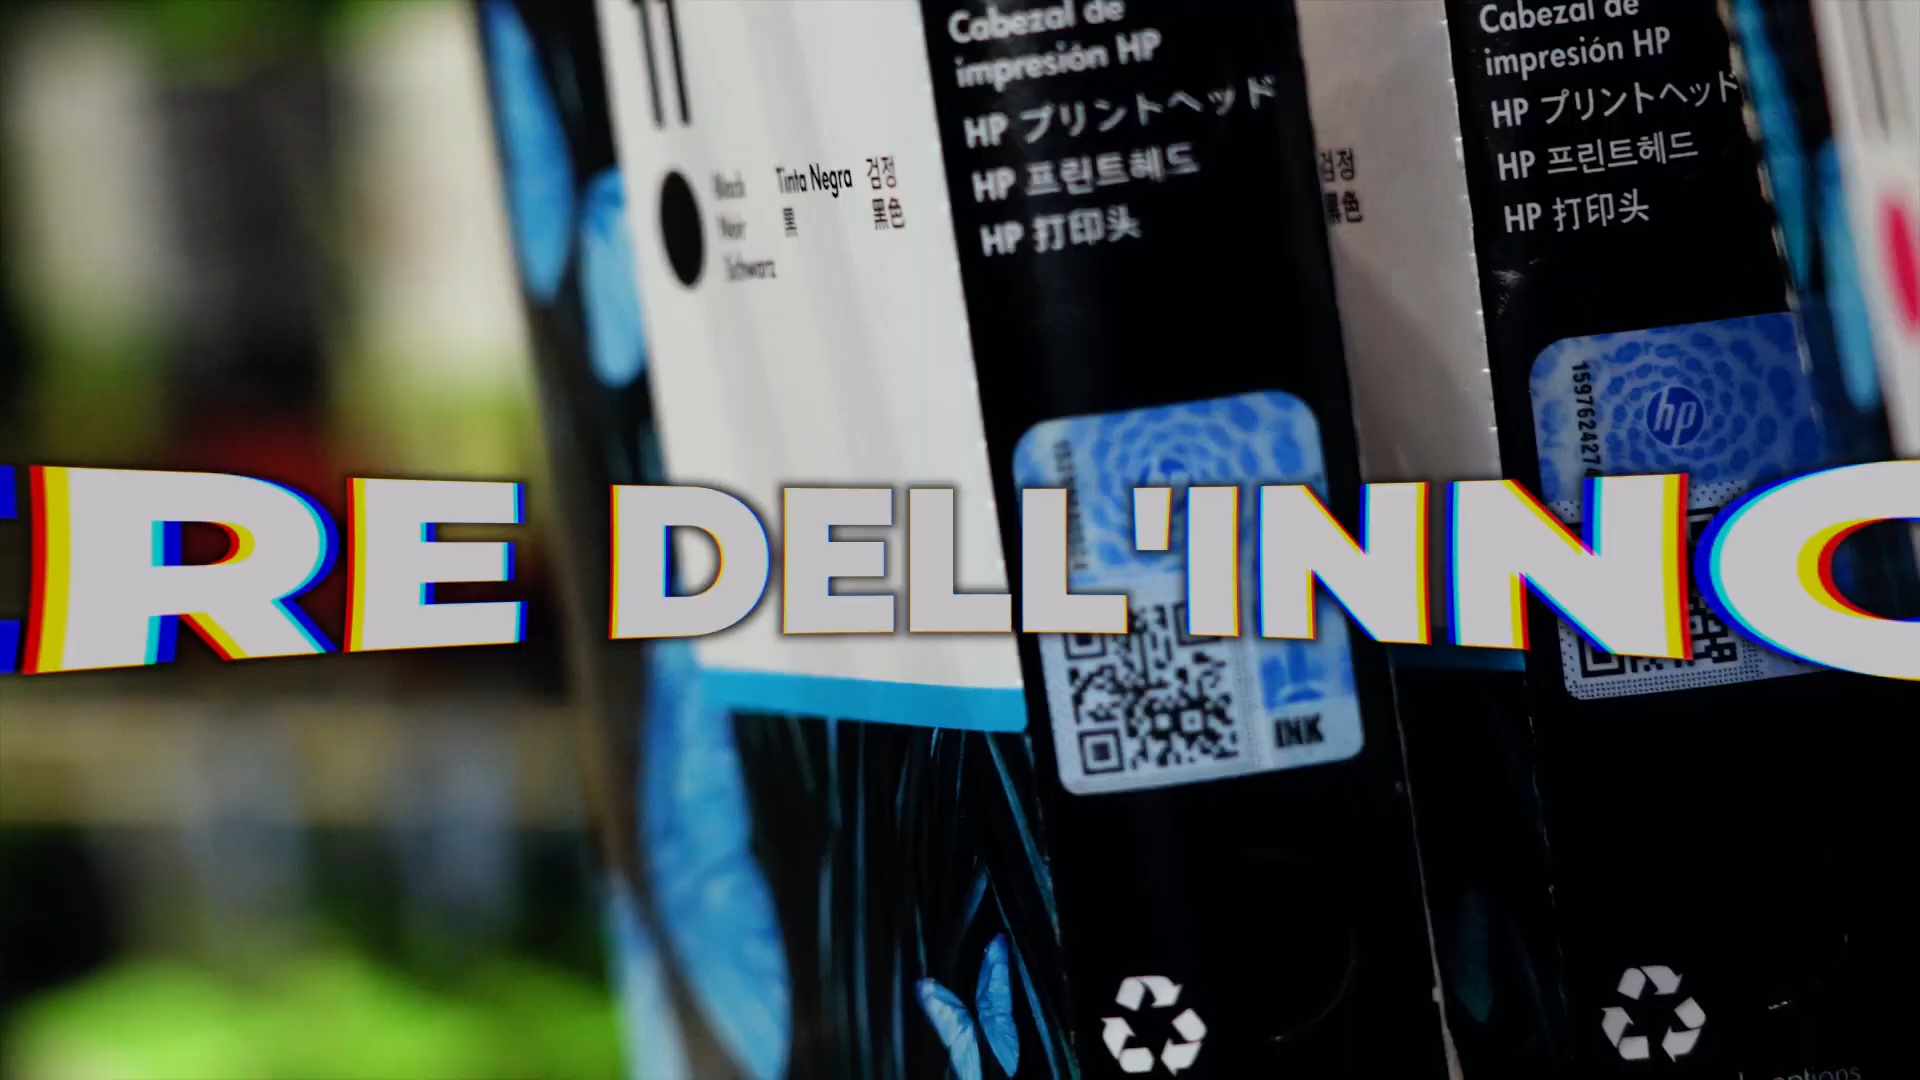 11
Black
Noir
Schwarz
Tinta Negra
黒
검정
黑色
Cabezal de
impresión HP
HP プリントヘッド
HP 프린트헤드
HP 打印头
검정
黑色
Cabezal de
impresión HP
HP プリントヘッド
HP 프린트헤드
HP 打印头
hp
RE DELL'INNO
INK
options